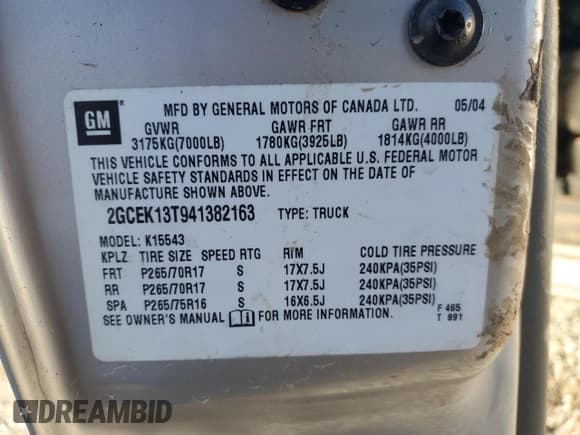 GM
MFD BY GENERAL MOTORS OF CANADA LTD. 05/04
GVWR GAWR FRT GAWR RR
3175KG(7000LB) 1780KG(3925LB) 1814KG(4000LB)
THIS VEHICLE CONFORMS TO ALL APPLICABLE U.S. FEDERAL MOTOR
VEHICLE SAFETY STANDARDS IN EFFECT ON THE DATE OF
MANUFACTURE SHOWN ABOVE.
2GCEK13T941382163 TYPE: TRUCK
MODEL: K15543
KPLZ TIRE SIZE SPEED RTG RIM COLD TIRE PRESSURE
FRT P265/70R17 S 17X7.5J 240KPA(35PSI)
RR P265/70R17 S 17X7.5J 240KPA(35PSI)
SPA P265/75R16 S 16X6.5J 240KPA(35PSI)
SEE OWNER'S MANUAL FOR MORE INFORMATION.
F 465
T 891
DREAMBID